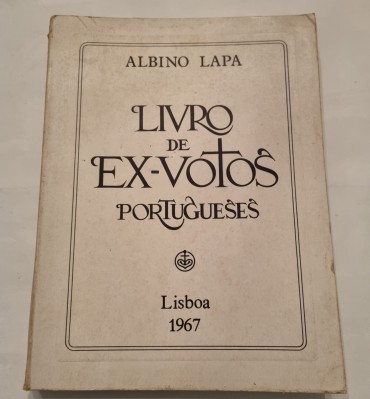 ALBINO LAPA
LIVRO
DE
EX-VOTOS
PORTUGUESES
Lisboa
1967